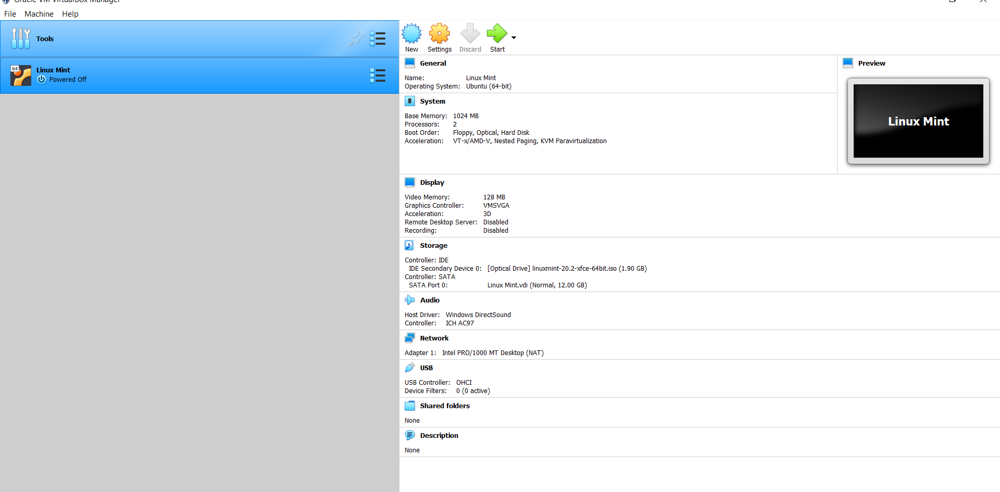 Oracle VM VirtualBox Manager
File Machine Help
Tools
64
Linux Mint
Powered Off
New Settings Discard Start
General
Name: Linux Mint
Operating System: Ubuntu (64-bit)
Preview
Linux Mint
System
Base Memory: 1024 MB
Processors: 2
Boot Order: Floppy, Optical, Hard Disk
Acceleration: VT-x/AMD-V, Nested Paging, KVM Paravirtualization
Display
Video Memory: 128 MB
Graphics Controller: VMSVGA
Acceleration: 3D
Remote Desktop Server: Disabled
Recording: Disabled
Storage
Controller: IDE
IDE Secondary Device 0: [Optical Drive] linuxmint-20.2-xfce-64bit.iso (1.90 GB)
Controller: SATA
SATA Port 0: Linux Mint.vdi (Normal, 12.00 GB)
Audio
Host Driver: Windows DirectSound
Controller: ICH AC97
Network
Adapter 1: Intel PRO/1000 MT Desktop (NAT)
USB
USB Controller: OHCI
Device Filters: 0 (0 active)
Shared folders
None
Description
None